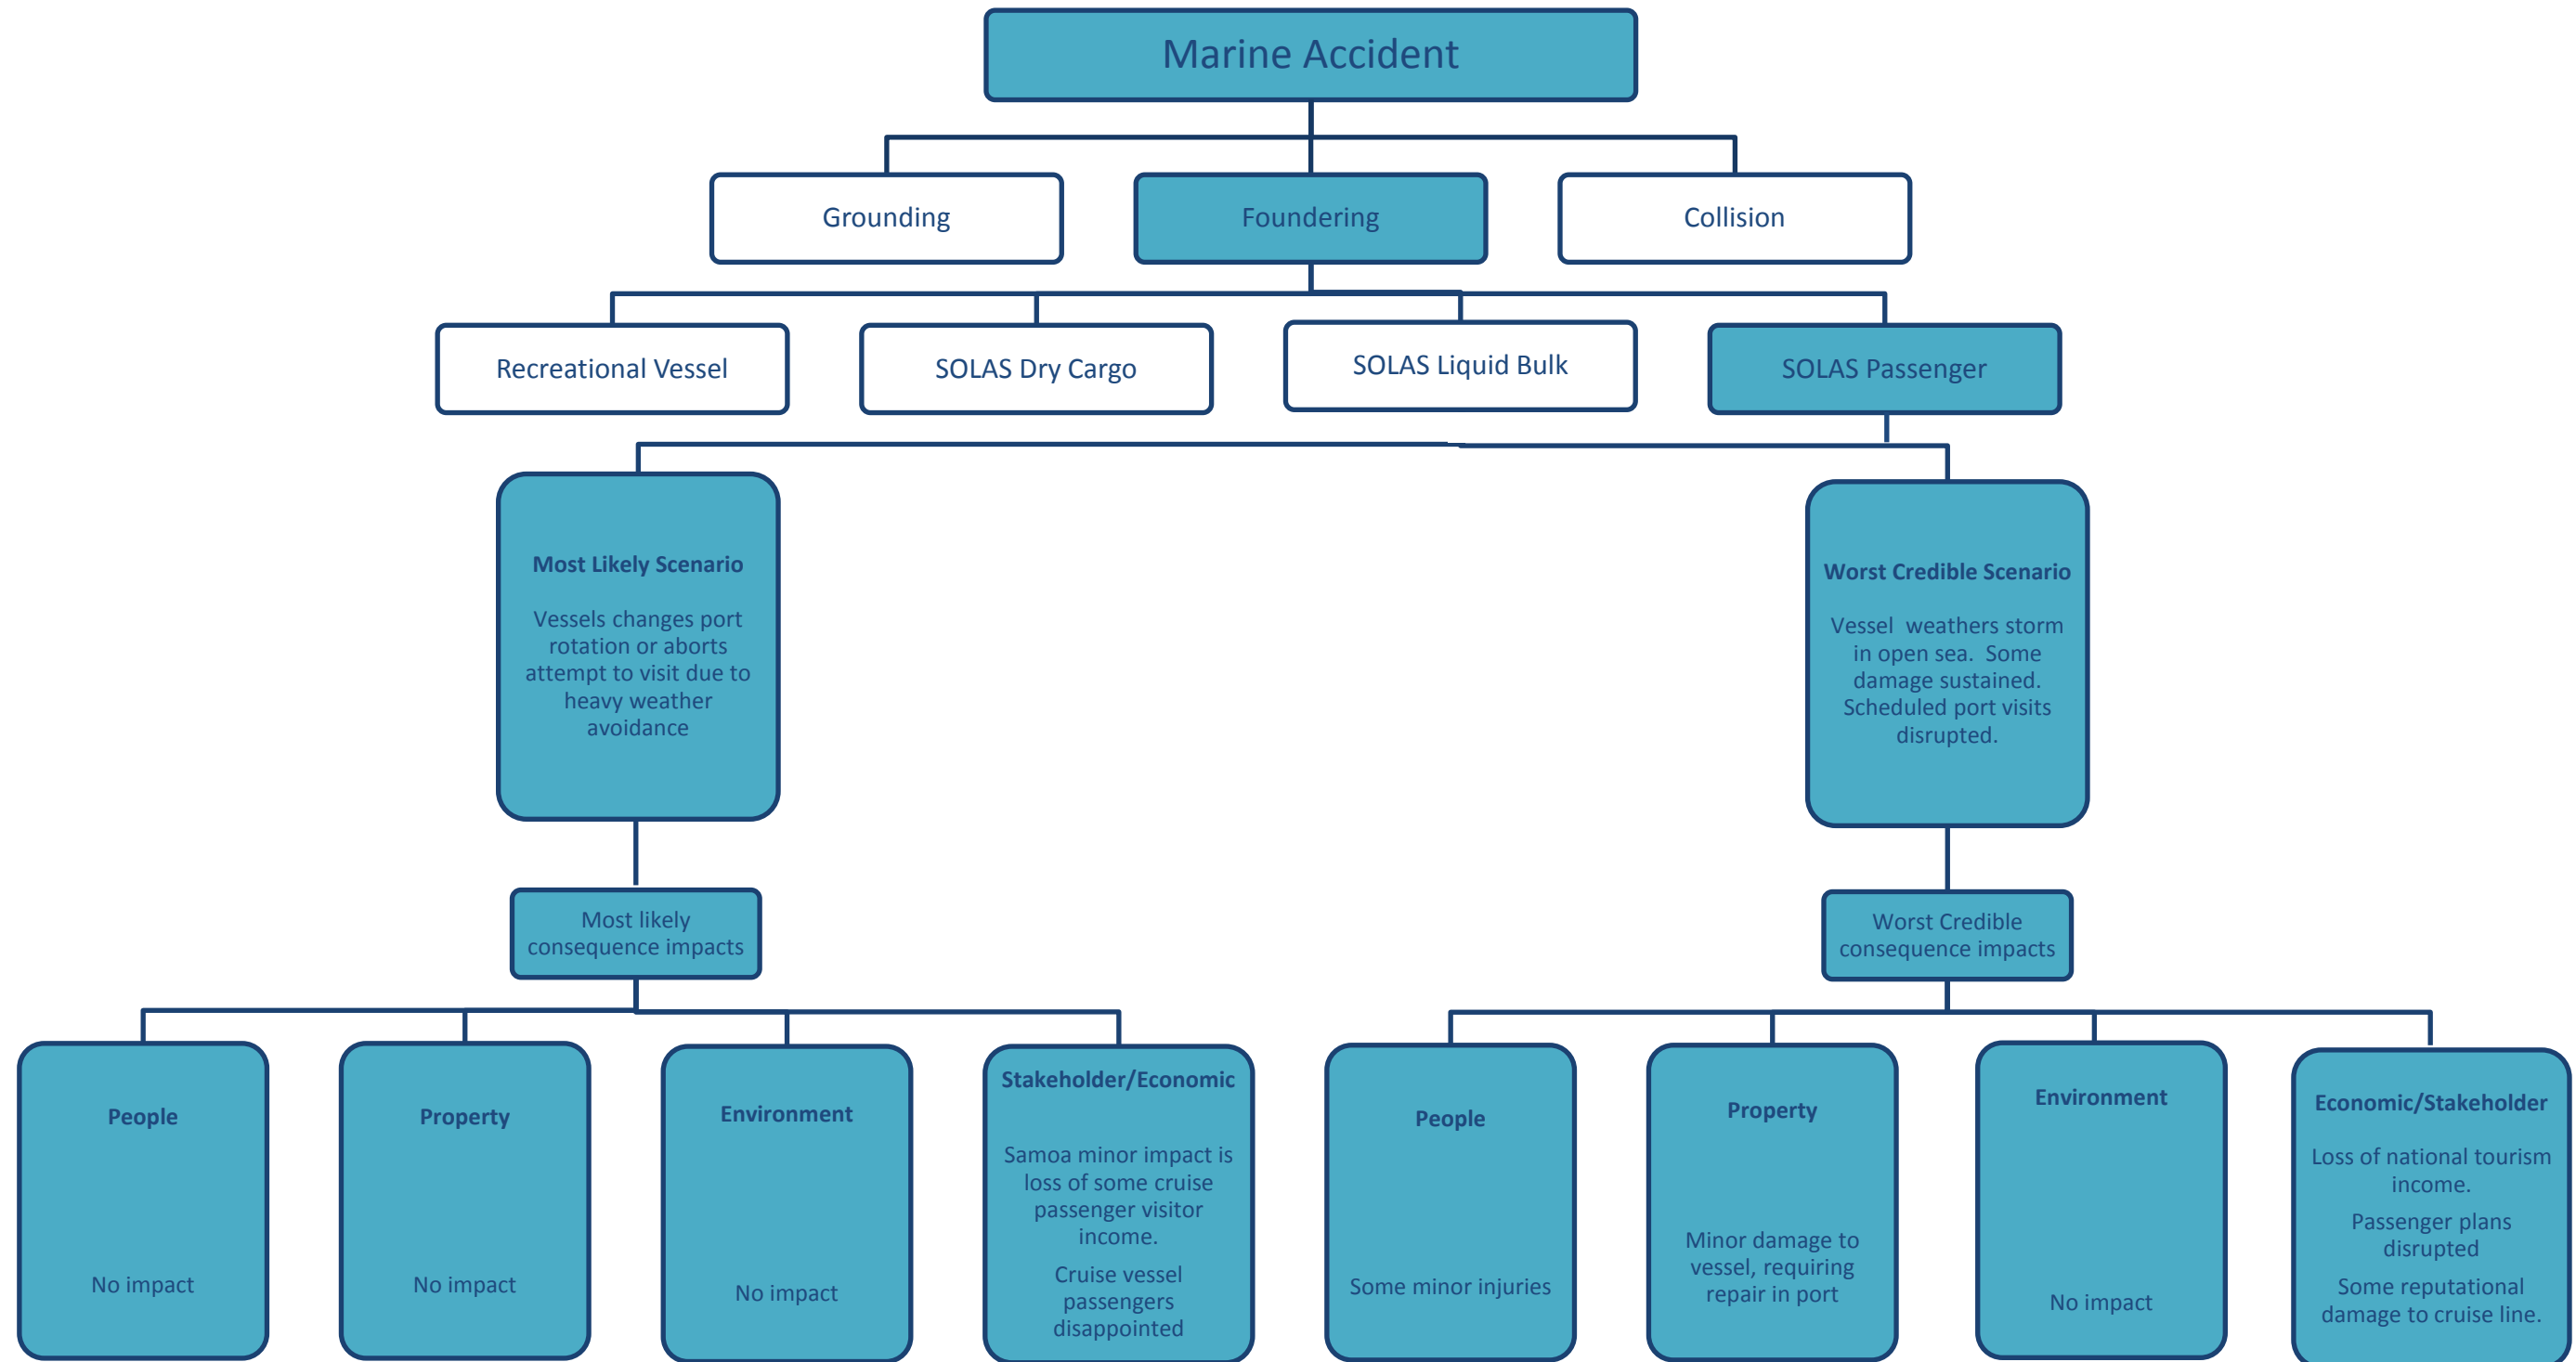 Marine Accident
Grounding
Foundering
Collision
Recreational Vessel
SOLAS Dry Cargo
SOLAS Liquid Bulk
SOLAS Passenger
Most Likely Scenario
Vessels changes port
rotation or aborts
attempt to visit due to
heavy weather
avoidance
Worst Credible Scenario
Vessel  weathers storm
in open sea.  Some
damage sustained.
Scheduled port visits
disrupted.
Most likely
consequence impacts
Worst Credible
consequence impacts
People
No impact
Property
No impact
Environment
No impact
Stakeholder/Economic
Samoa minor impact is
loss of some cruise
passenger visitor
income.
Cruise vessel
passengers
disappointed
People
Some minor injuries
Property
Minor damage to
vessel, requiring
repair in port
Environment
No impact
Economic/Stakeholder
Loss of national tourism
income.
Passenger plans
disrupted
Some reputational
damage to cruise line.